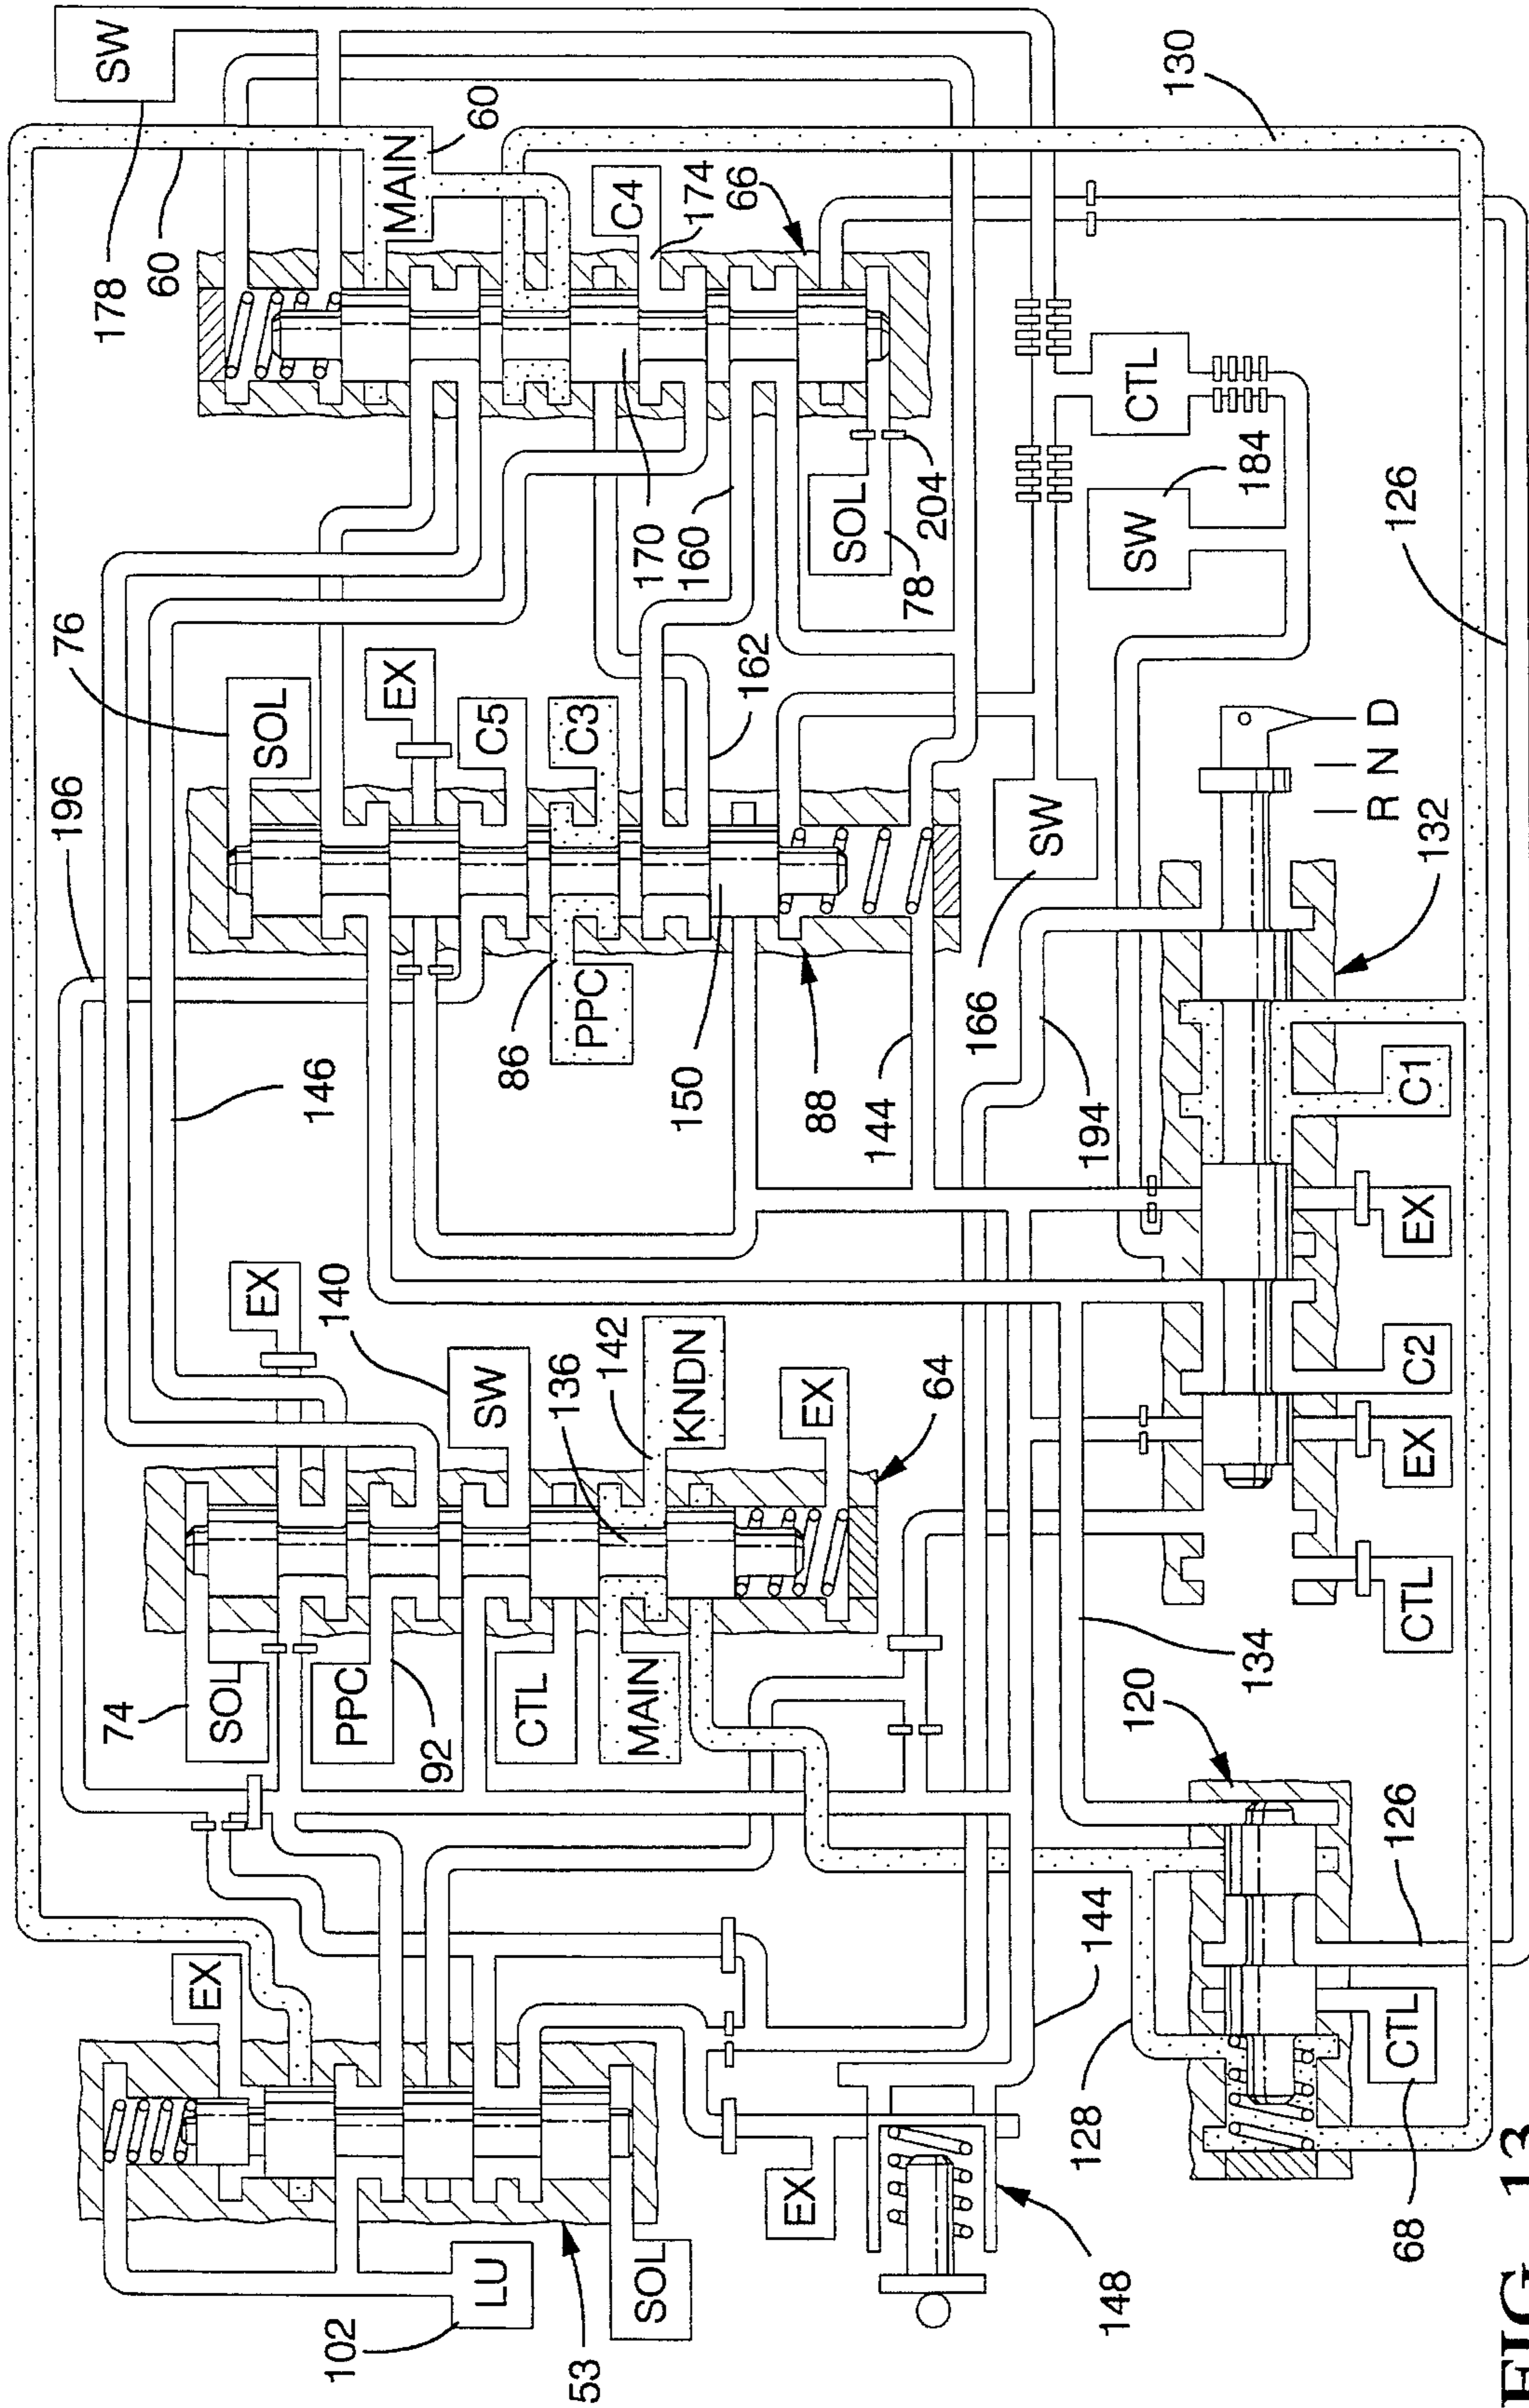 SW
178
60
MAIN
60
130
C4
174
66
76
SOL
EX
C5
C3
162
170
160
SOL
78
204
CTL
SW
184
126
196
146
86
PPC
150
88
144
166
SW
194
R N D
132
EX
140
SW
142
136
KNDN
EX
64
C1
EX
C2
EX
CTL
74
SOL
PPC
92
CTL
MAIN
134
120
126
EX
144
128
CTL
68
102
LU
SOL
53
EX
148
FIG. 13